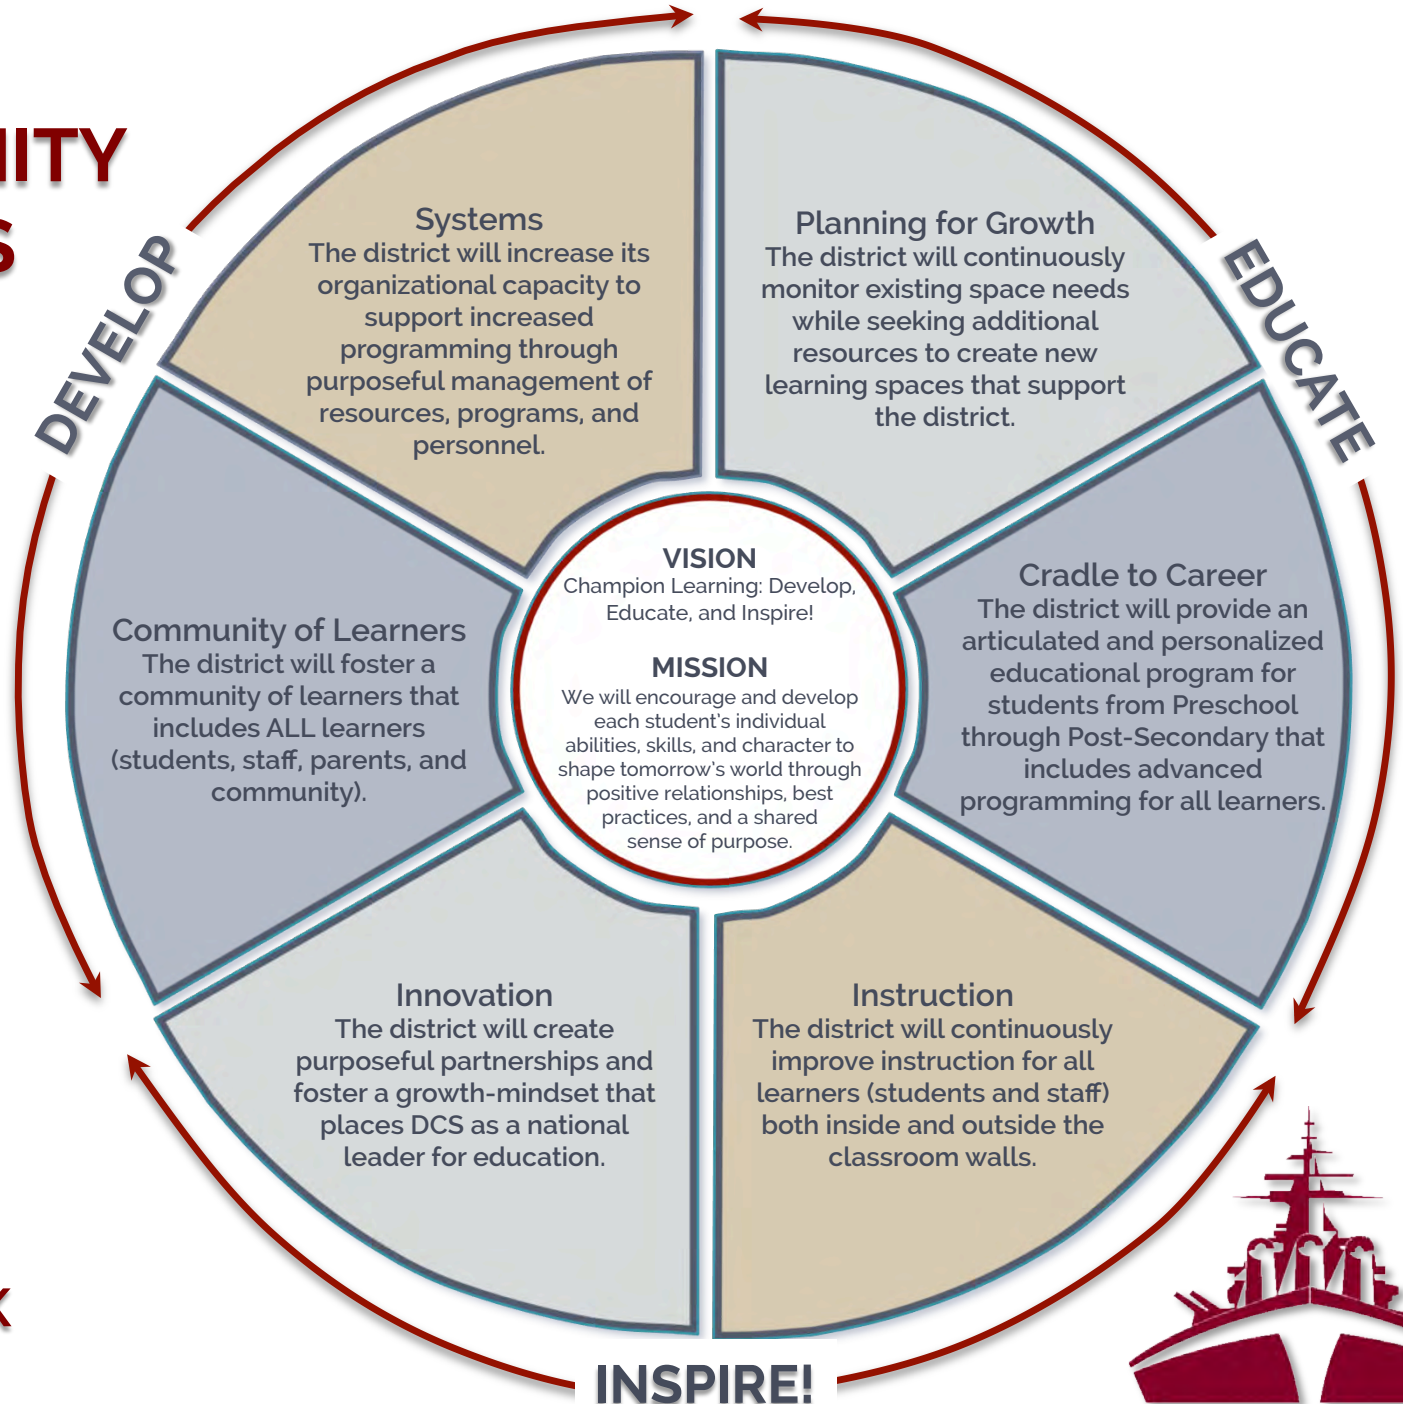 DEVELOP
EDUCATE
Systems
The district will increase its
organizational capacity to
support increased
programming through
purposeful management of
resources, programs, and
personnel.
Planning for Growth
The district will continuously
monitor existing space needs
while seeking additional
resources to create new
learning spaces that support
the district.
Community of Learners
The district will foster a
community of learners that
includes ALL learners
(students, staff, parents, and
community).
VISION
Champion Learning: Develop,
Educate, and Inspire!
MISSION
We will encourage and develop
each student's individual
abilities, skills, and character to
shape tomorrow's world through
positive relationships, best
practices, and a shared
sense of purpose.
Cradle to Career
The district will provide an
articulated and personalized
educational program for
students from Preschool
through Post-Secondary that
includes advanced
programming for all learners.
Innovation
The district will create
purposeful partnerships and
foster a growth-mindset that
places DCS as a national
leader for education.
Instruction
The district will continuously
improve instruction for all
learners (students and staff)
both inside and outside the
classroom walls.
INSPIRE!